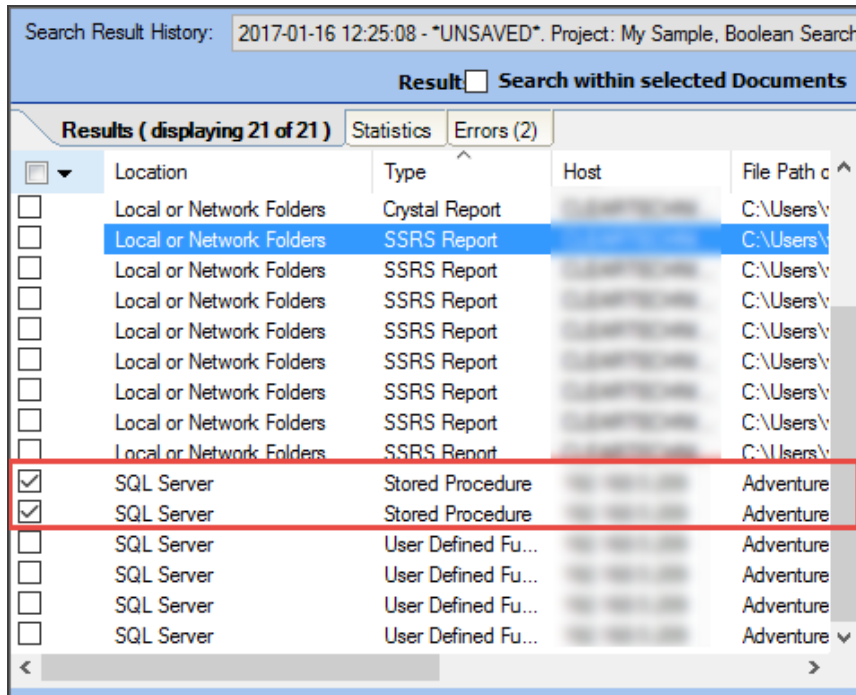 Search Result History: 2017-01-16 12:25:08 - *UNSAVED*. Project: My Sample, Boolean Search
Result: Search within selected Documents
Results ( displaying 21 of 21 ) Statistics Errors (2)
Location Type Host File Path
Local or Network Folders Crystal Report C:\Users\
Local or Network Folders SSRS Report C:\Users\
Local or Network Folders SSRS Report C:\Users\
Local or Network Folders SSRS Report C:\Users\
Local or Network Folders SSRS Report C:\Users\
Local or Network Folders SSRS Report C:\Users\
Local or Network Folders SSRS Report C:\Users\
Local or Network Folders SSRS Report C:\Users\
Local or Network Folders SSRS Report C:\Users\
SQL Server Stored Procedure Adventure
SQL Server Stored Procedure Adventure
SQL Server User Defined Fu... Adventure
SQL Server User Defined Fu... Adventure
SQL Server User Defined Fu... Adventure
SQL Server User Defined Fu... Adventure